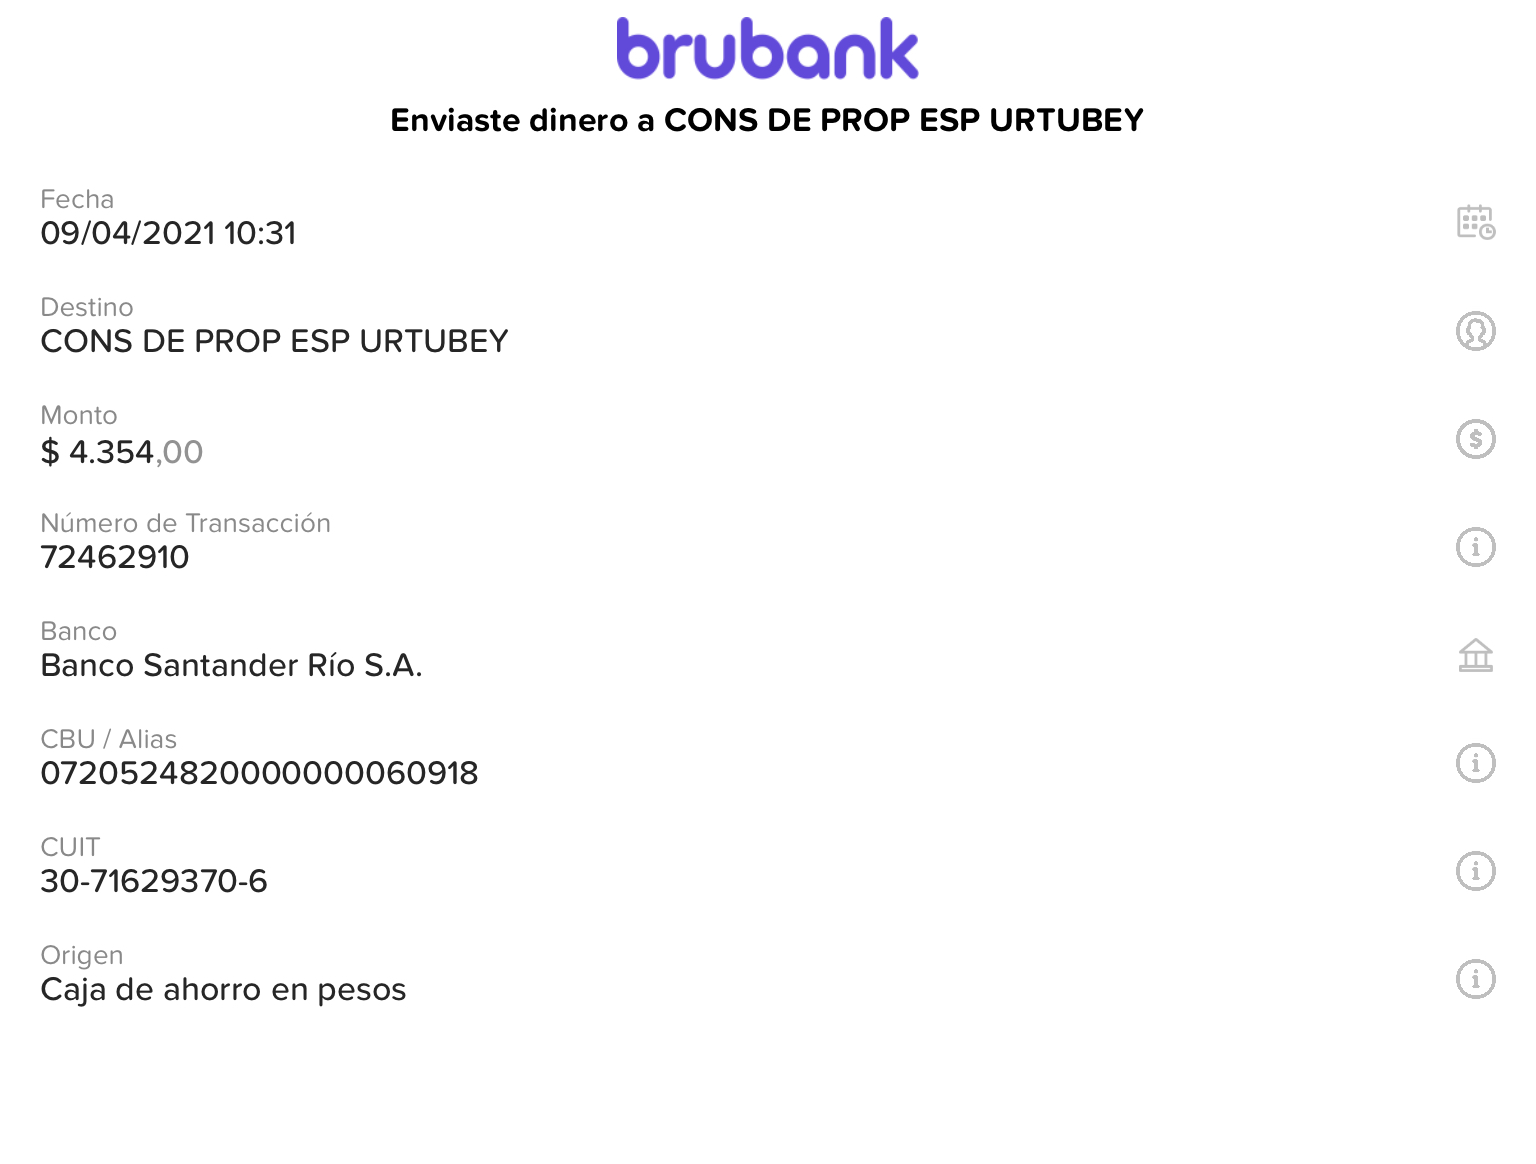 brubank
Enviaste dinero a CONS DE PROP ESP URTUBEY
Fecha
09/04/2021 10:31
Destino
CONS DE PROP ESP URTUBEY
Monto
$ 4.354,00
Número de Transacción
72462910
Banco
Banco Santander Río S.A.
CBU / Alias
0720524820000000060918
CUIT
30-71629370-6
Origen
Caja de ahorro en pesos